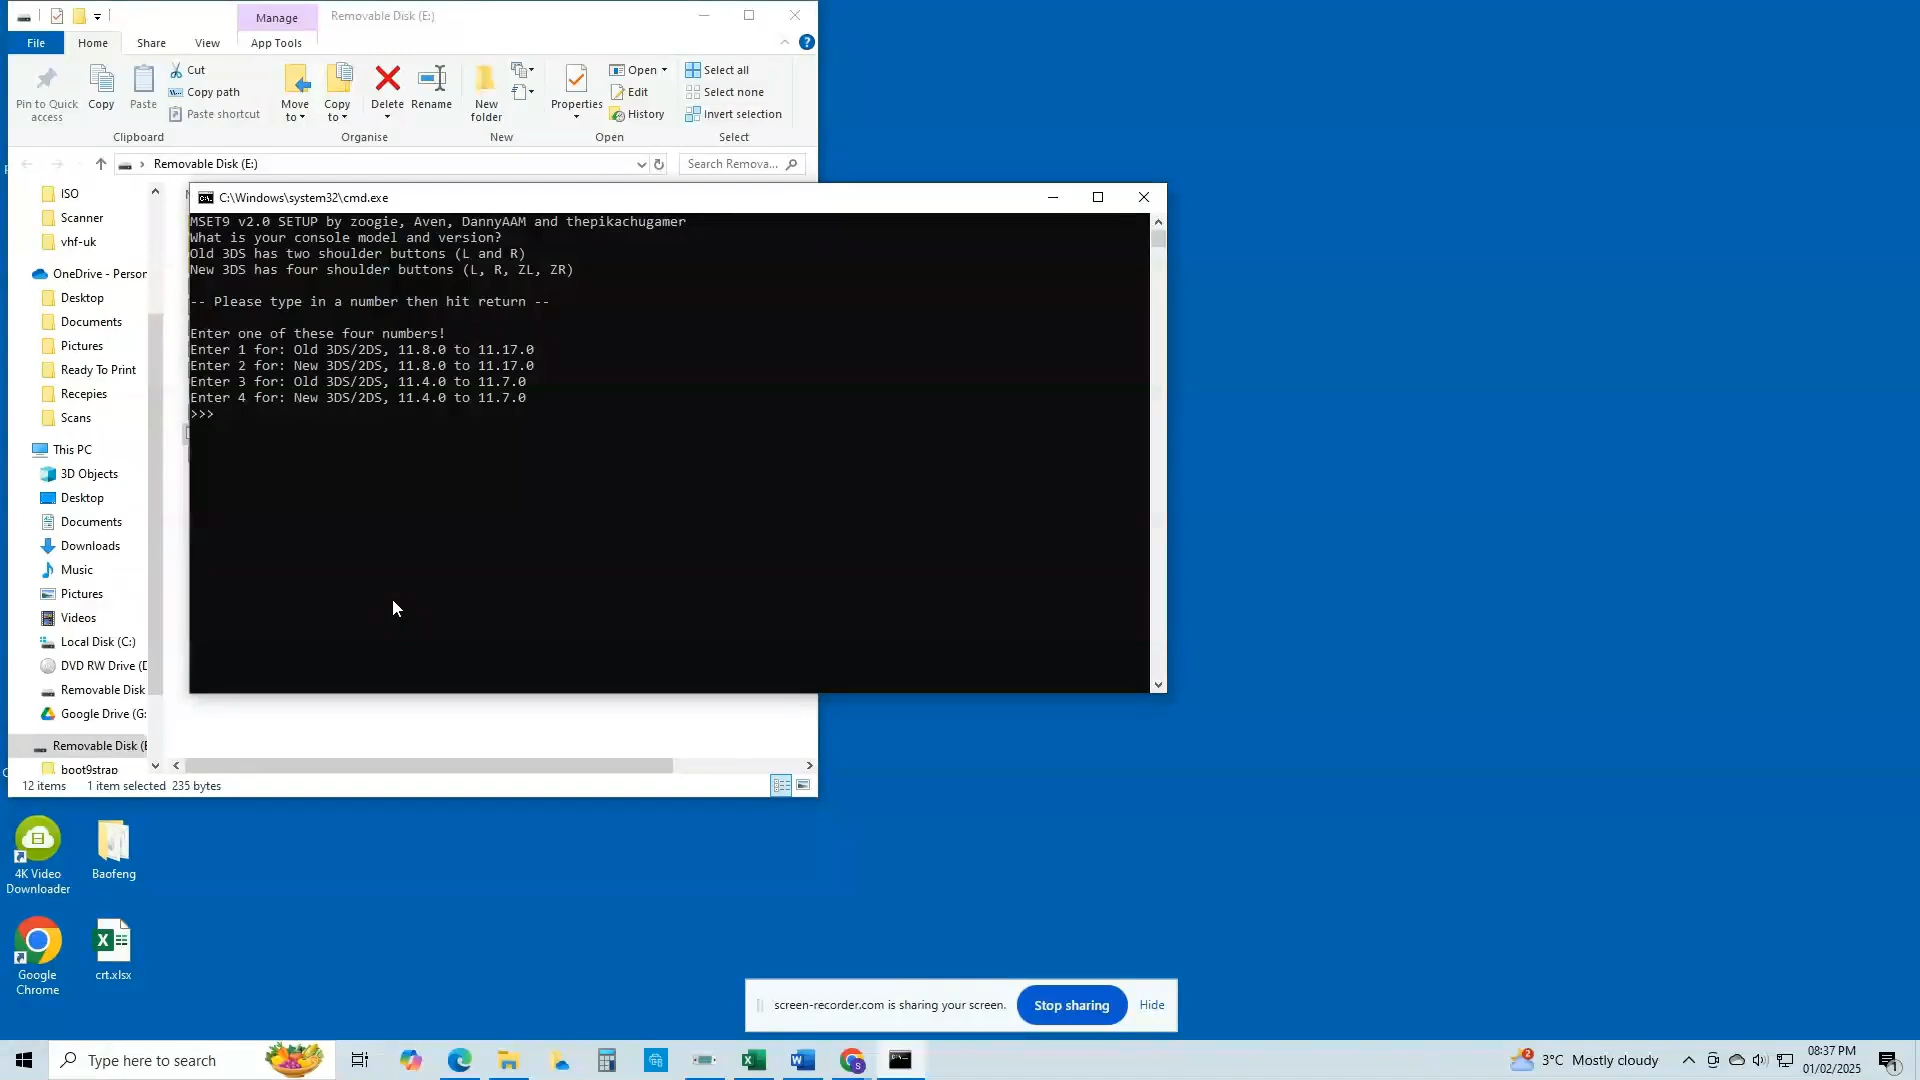 Manage
Removable Disk (E:)
File
Home
Share
View
App Tools
Pin to Quick access
Copy
Paste
Cut
Copy path
Paste shortcut
Move to
Copy to
Delete
Rename
New folder
Properties
Open
Edit
History
Select all
Select none
Invert selection
Clipboard
Organise
New
Open
Select
Removable Disk (E:)
Search Remova...
ISO
Scanner
vhf-uk
OneDrive - Person
Desktop
Documents
Pictures
Ready To Print
Recepies
Scans
This PC
3D Objects
Desktop
Documents
Downloads
Music
Pictures
Videos
Local Disk (C:)
DVD RW Drive (D
Removable Disk
Google Drive (G:
Removable Disk (E
boot9strap
12 items
1 item selected 235 bytes
C:\Windows\system32\cmd.exe
MSET9 v2.0 SETUP by zoogie, Aven, DannyAAM and thepikachugamer
What is your console model and version?
Old 3DS has two shoulder buttons (L and R)
New 3DS has four shoulder buttons (L, R, ZL, ZR)
-- Please type in a number then hit return --
Enter one of these four numbers!
Enter 1 for: Old 3DS/2DS, 11.8.0 to 11.17.0
Enter 2 for: New 3DS/2DS, 11.8.0 to 11.17.0
Enter 3 for: Old 3DS/2DS, 11.4.0 to 11.7.0
Enter 4 for: New 3DS/2DS, 11.4.0 to 11.7.0
>>>
4K Video Downloader
Baofeng
Google Chrome
crt.xlsx
screen-recorder.com is sharing your screen.
Stop sharing
Hide
Type here to search
3°C Mostly cloudy
08:37 PM
01/02/2025